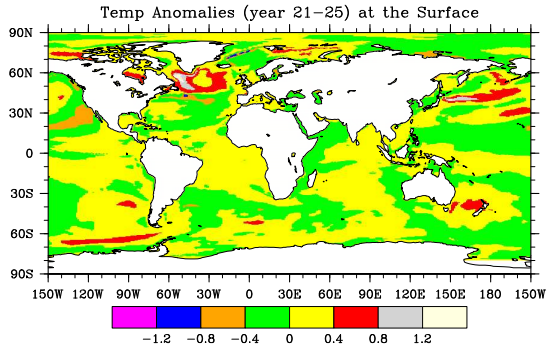 Temp Anomalies (year 21-25) at the Surface
90N
60N
30N
0
30S
60S
90S
150W 120W 90W 60W 30W 0 30E 60E 90E 120E 150E 180 150W
-1.2 -0.8 -0.4 0 0.4 0.8 1.2